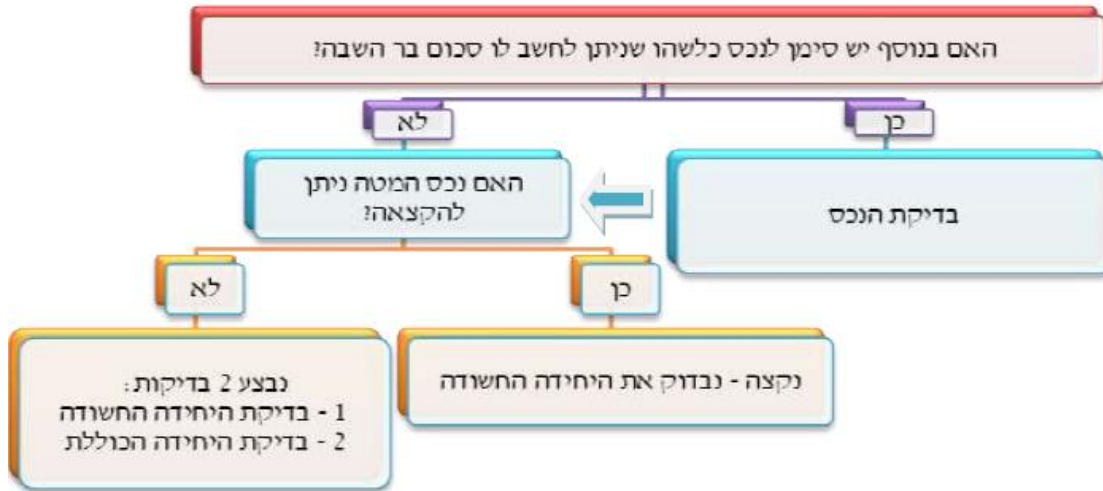 האם בנוסף יש סימן לנכס כלשהו שניתן לחשב לו סכום בר השבה?
כן
לא
בדיקת הנכס
האם נכס המטה ניתן
להקצאה?
כן
לא
נקצה - נבדוק את היחידה החשודה
נבצע 2 בדיקות:
1 - בדיקת היחידה החשודה
2 - בדיקת היחידה הכוללת